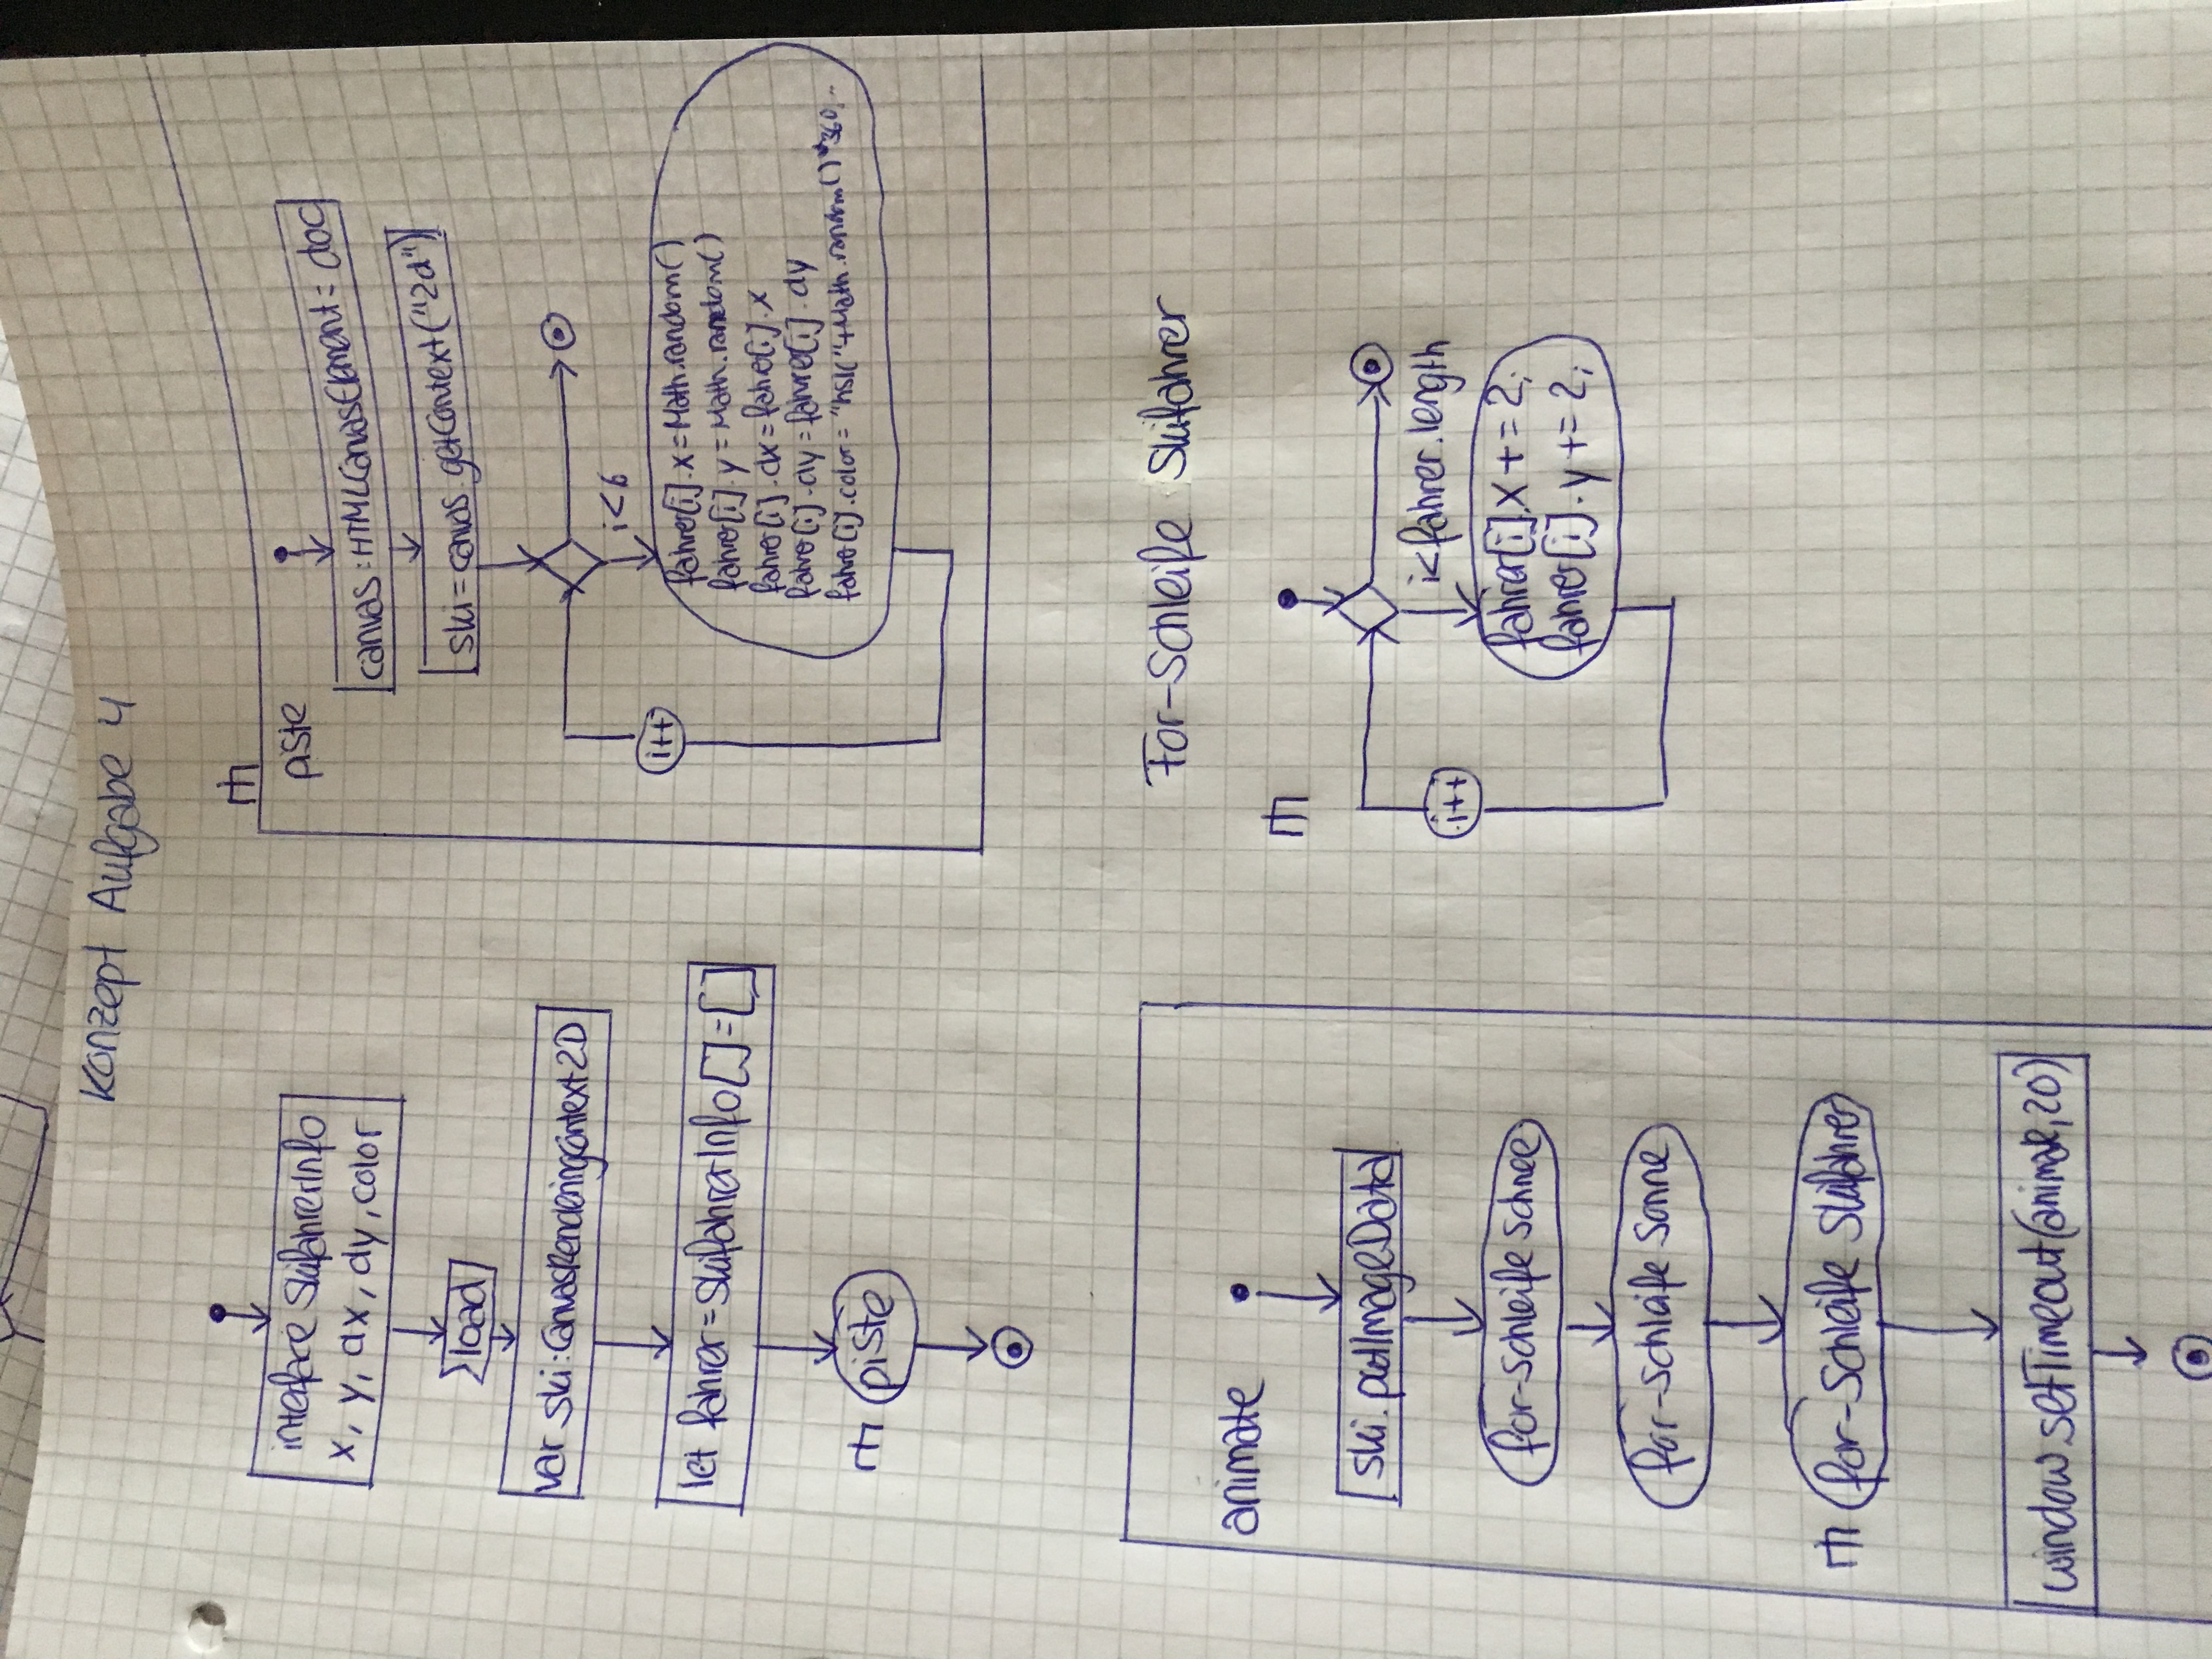 Konzept Aufgabe 4
interface SkifahrerInfo
x, y, dx, dy, color
load
var ski: CanvasRenderingContext2D
let fahrer = SkifahrerInfo[] = []
piste
piste
canvas: HTMLCanvasElement = doc
ski = canvas.getContext("2d")
i<6
i++
fahrer[i].x = Math.random()
fahrer[i].y = Math.random()
fahrer[i].dx = fahrer[i].x
fahrer[i].dy = fahrer[i].dy
fahrer[i].color = "hsl("+Math.random()*360...
animate
ski.putImageData
for-Schleife Schnee
for-Schleife Sonne
for-Schleife Skifahrer
window.setTimeout(animate,20)
For-Schleife Skifahrer
i<fahrer.length
i++
fahrer[i].x += 2;
fahrer[i].y += 2;